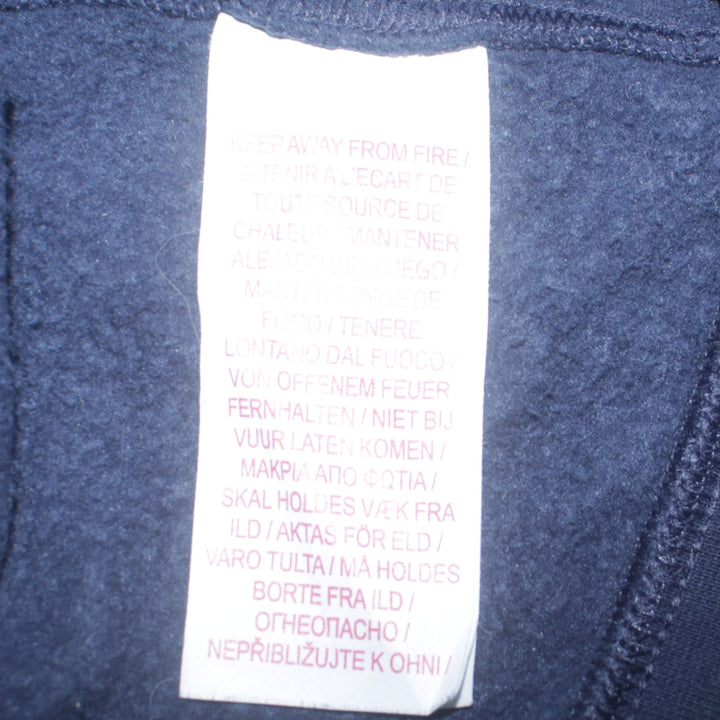 KEEP AWAY FROM FIRE /
A TENIR A L'ECART DE
TOUTE SOURCE DE
CHALEUR / MANTENER
ALEJADO DEL FUEGO /
MANTER LONGE DE
FOGO / TENERE
LONTANO DAL FUOCO /
VON OFFENEM FEUER
FERNHALTEN / NIET BIJ
VUUR LATEN KOMEN /
ΜΑΚΡΙΑ ΑΠΟ ΦΩΤΙΑ /
SKAL HOLDES VÆK FRA
ILD / AKTAS FÖR ELD /
VARO TULTA / MÅ HOLDES
BORTE FRA ILD /
ОГНЕОПАСНО /
NEPŘIBLIŽUJTE K OHNI /